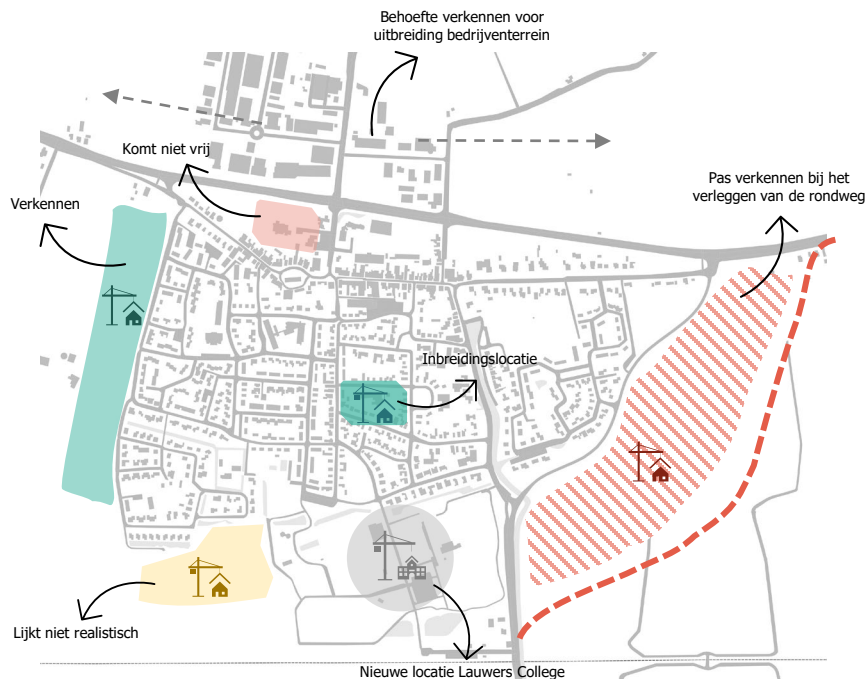 Behoefte verkennen voor
uitbreiding bedrijventerrein
Komt niet vrij
Pas verkennen bij het
verleggen van de rondweg
Verkennen
Inbreidingslocatie
Lijkt niet realistisch
Nieuwe locatie Lauwers College